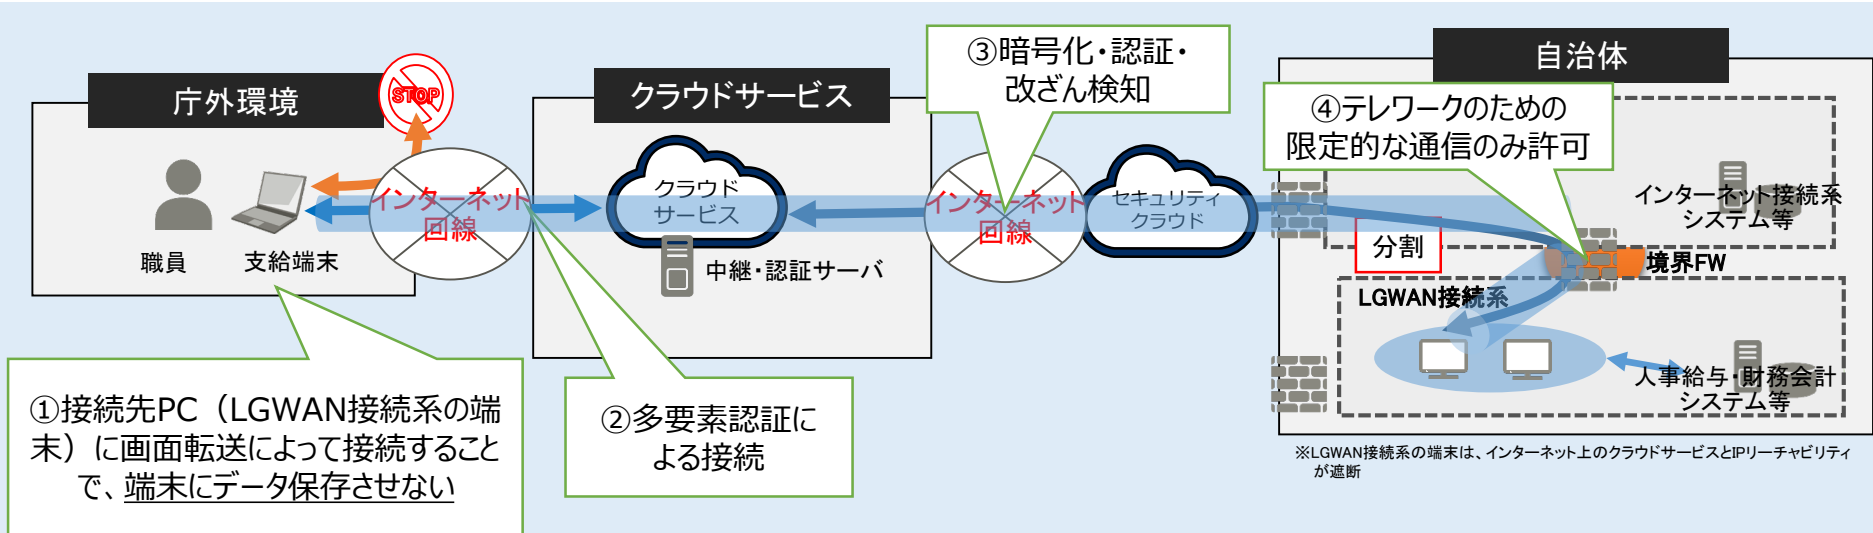 庁外環境
STOP
職員
支給端末
インターネット
回線
クラウドサービス
クラウド
サービス
中継・認証サーバ
③暗号化・認証・
改ざん検知
インターネット
回線
セキュリティ
クラウド
自治体
④テレワークのための
限定的な通信のみ許可
インターネット接続系
システム等
分割
境界FW
LGWAN接続系
人事給与・財務会計
システム等
※LGWAN接続系の端末は、インターネット上のクラウドサービスとIPリーチャビリティ
が遮断
①接続先PC（LGWAN接続系の端
末）に画面転送によって接続すること
で、端末にデータ保存させない
②多要素認証に
よる接続